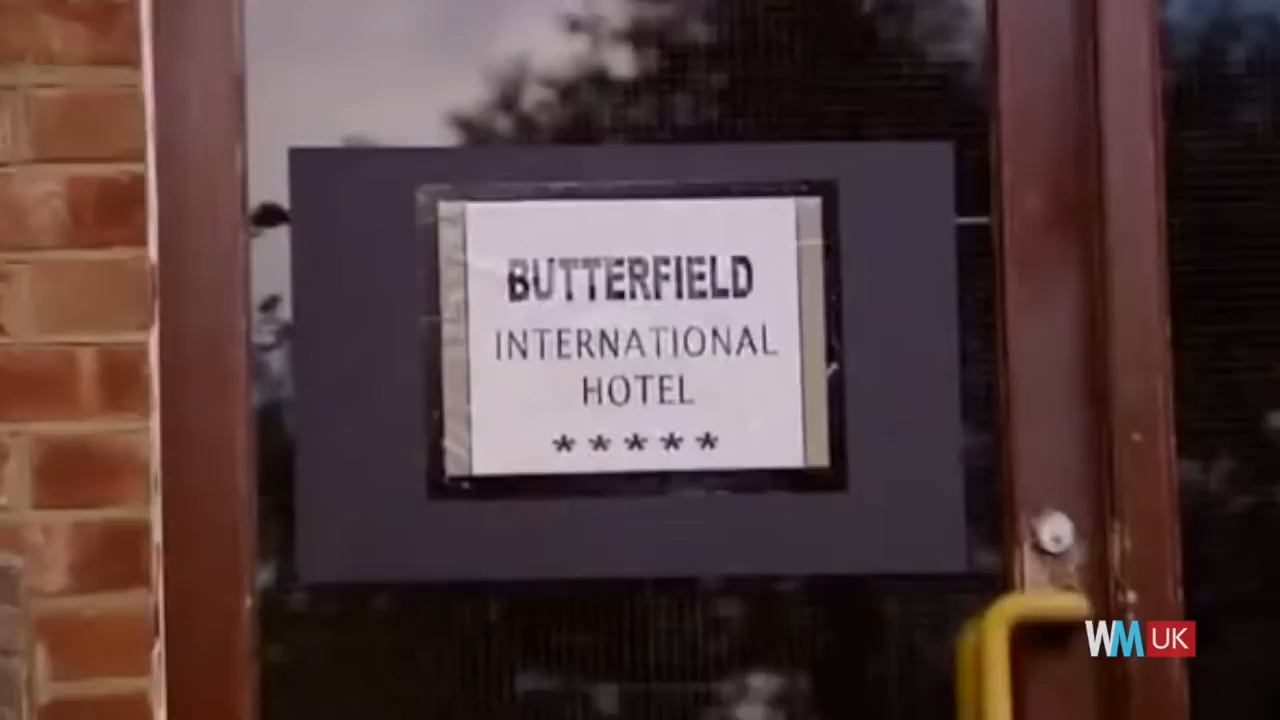 BUTTERFIELD
INTERNATIONAL
HOTEL
*****
WM UK